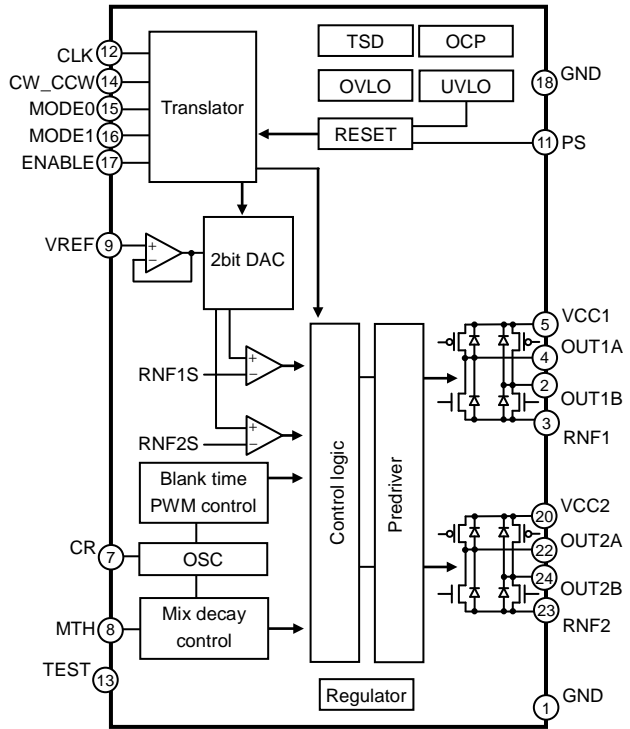 12 CLK
14 CW_CCW
15 MODE0
16 MODE1
17 ENABLE
Translator
TSD
OCP
OVLO
UVLO
RESET
18 GND
11 PS
VREF 9
+
−
2bit DAC
RNF1S
+
−
RNF2S
+
−
Blank time
PWM control
CR
7
OSC
MTH
8
Mix decay
control
TEST
13
Control logic
Predriver
Regulator
5 VCC1
4 OUT1A
2 OUT1B
3 RNF1
20 VCC2
22 OUT2A
24 OUT2B
23 RNF2
1 GND